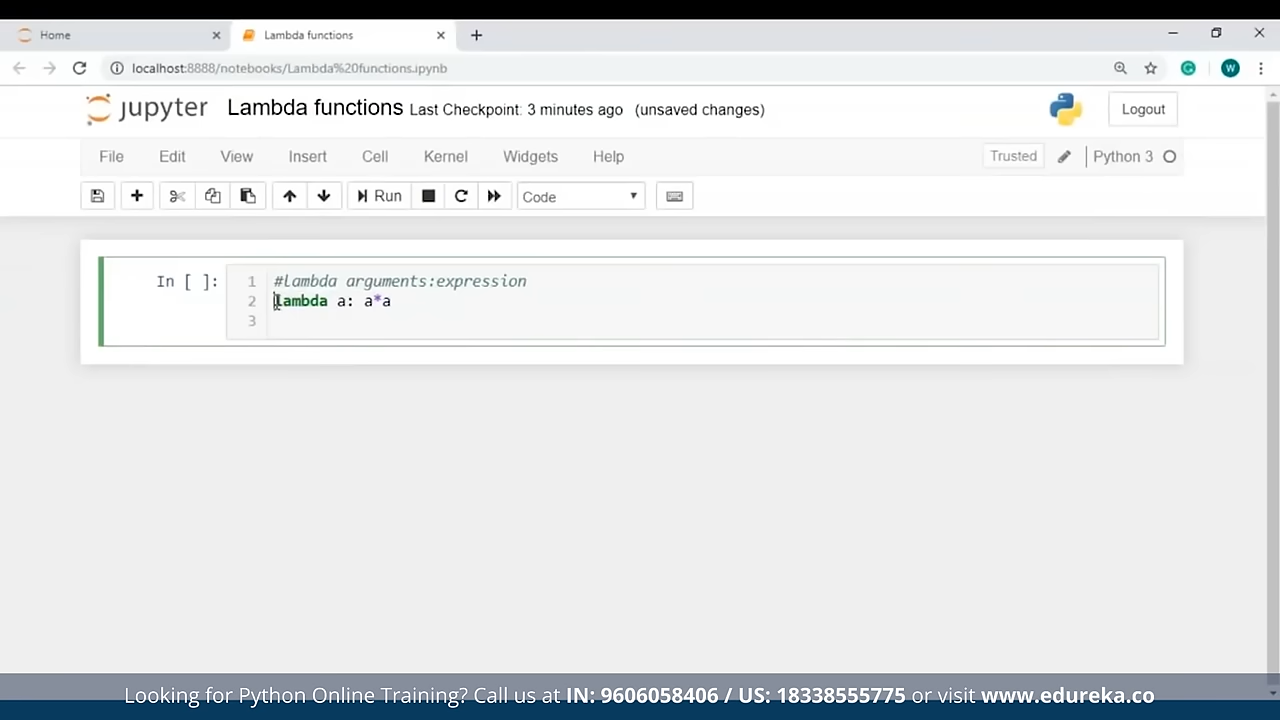 Home
Lambda functions
localhost:8888/notebooks/Lambda%20functions.ipynb
W
jupyter Lambda functions Last Checkpoint: 3 minutes ago (unsaved changes)
Logout
File Edit View Insert Cell Kernel Widgets Help
Trusted Python 3
Run Code
In [ ]:
1 #lambda arguments:expression
2 lambda a: a*a
3
Looking for Python Online Training? Call us at IN: 9606058406 / US: 18338555775 or visit www.edureka.co